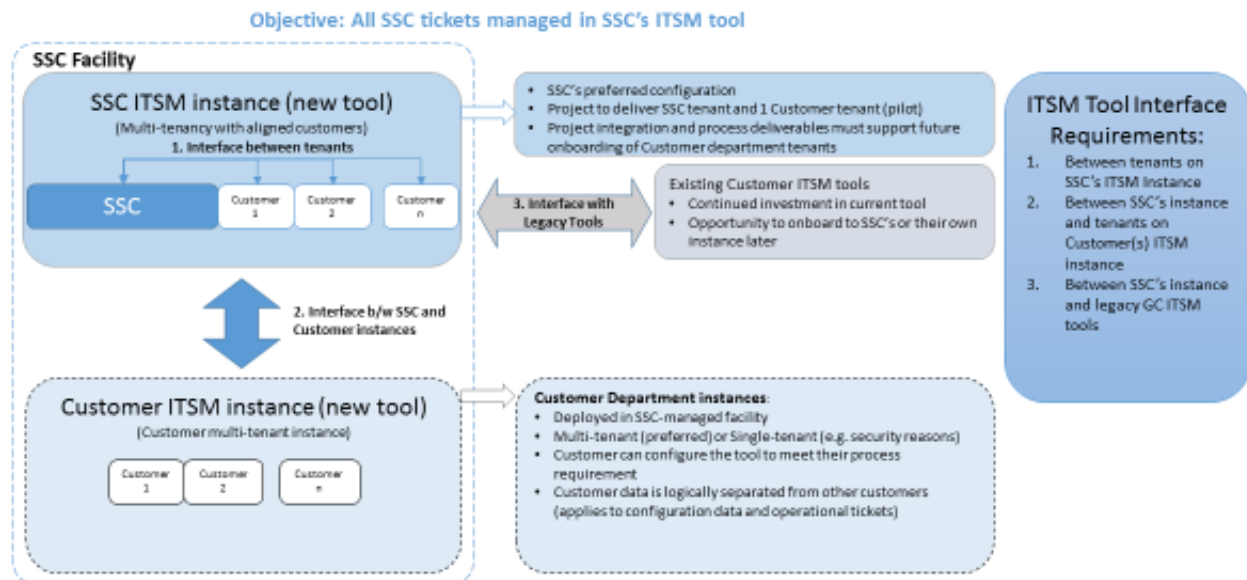 Objective: All SSC tickets managed in SSC's ITSM tool
SSC Facility
SSC ITSM instance (new tool)
(Multi-tenancy with aligned customers)
1. Interface between tenants
SSC
Customer
1
Customer
2
Customer
n
• SSC's preferred configuration
• Project to deliver SSC tenant and 1 Customer tenant (pilot)
• Project integration and process deliverables must support future
onboarding of Customer department tenants
3. Interface with
Legacy Tools
Existing Customer ITSM tools
• Continued investment in current tool
• Opportunity to onboard to SSC's or their own
instance later
2. Interface b/w SSC and
Customer instances
Customer ITSM instance (new tool)
(Customer multi-tenant instance)
Customer
1
Customer
2
Customer
n
Customer Department instances:
• Deployed in SSC-managed facility
• Multi-tenant (preferred) or Single-tenant (e.g. security reasons)
• Customer can configure the tool to meet their process
requirement
• Customer data is logically separated from other customers
(applies to configuration data and operational tickets)
ITSM Tool Interface
Requirements:
1. Between tenants on
SSC's ITSM Instance
2. Between SSC's instance
and tenants on
Customer(s) ITSM
instance
3. Between SSC's instance
and legacy GC ITSM
tools